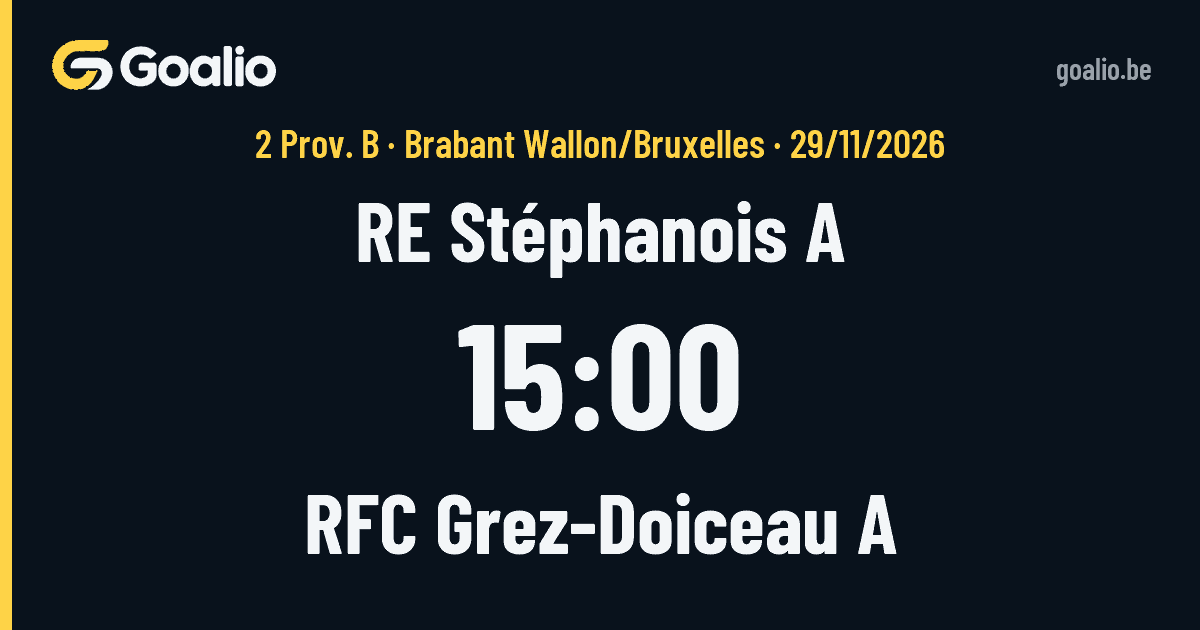 Goalio
goalio.be
2 Prov. B · Brabant Wallon/Bruxelles · 29/11/2026
RE Stéphanois A
15:00
RFC Grez-Doiceau A